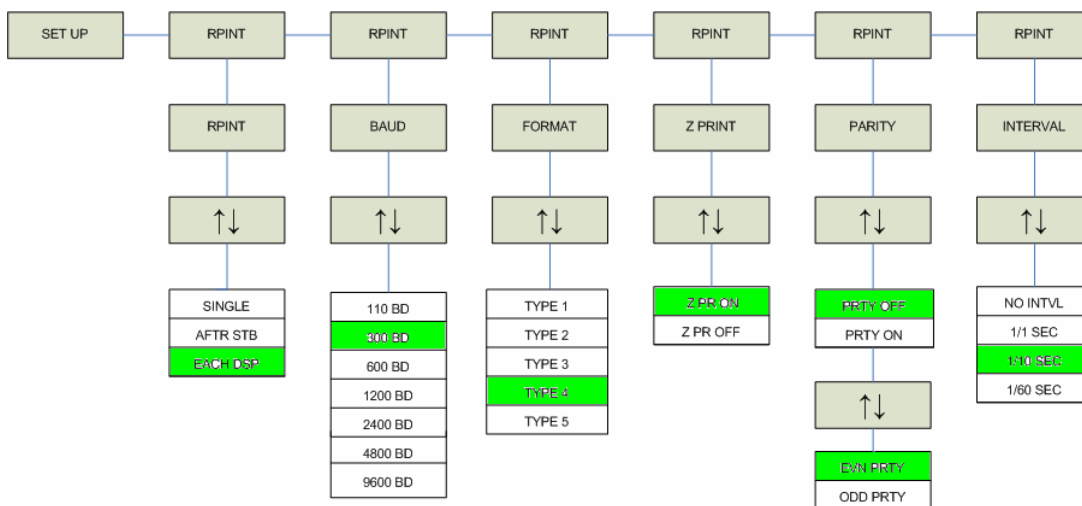 SET UP
RPINT
RPINT
RPINT
RPINT
RPINT
RPINT
RPINT
BAUD
FORMAT
Z PRINT
PARITY
INTERVAL
↑↓
↑↓
↑↓
↑↓
↑↓
↑↓
SINGLE
AFTR STB
EACH DSP
110 BD
300 BD
600 BD
1200 BD
2400 BD
4800 BD
9600 BD
TYPE 1
TYPE 2
TYPE 3
TYPE 4
TYPE 5
Z PR ON
Z PR OFF
PRTY OFF
PRTY ON
↑↓
EVN PRTY
ODD PRTY
NO INTVL
1/1 SEC
1/10 SEC
1/60 SEC